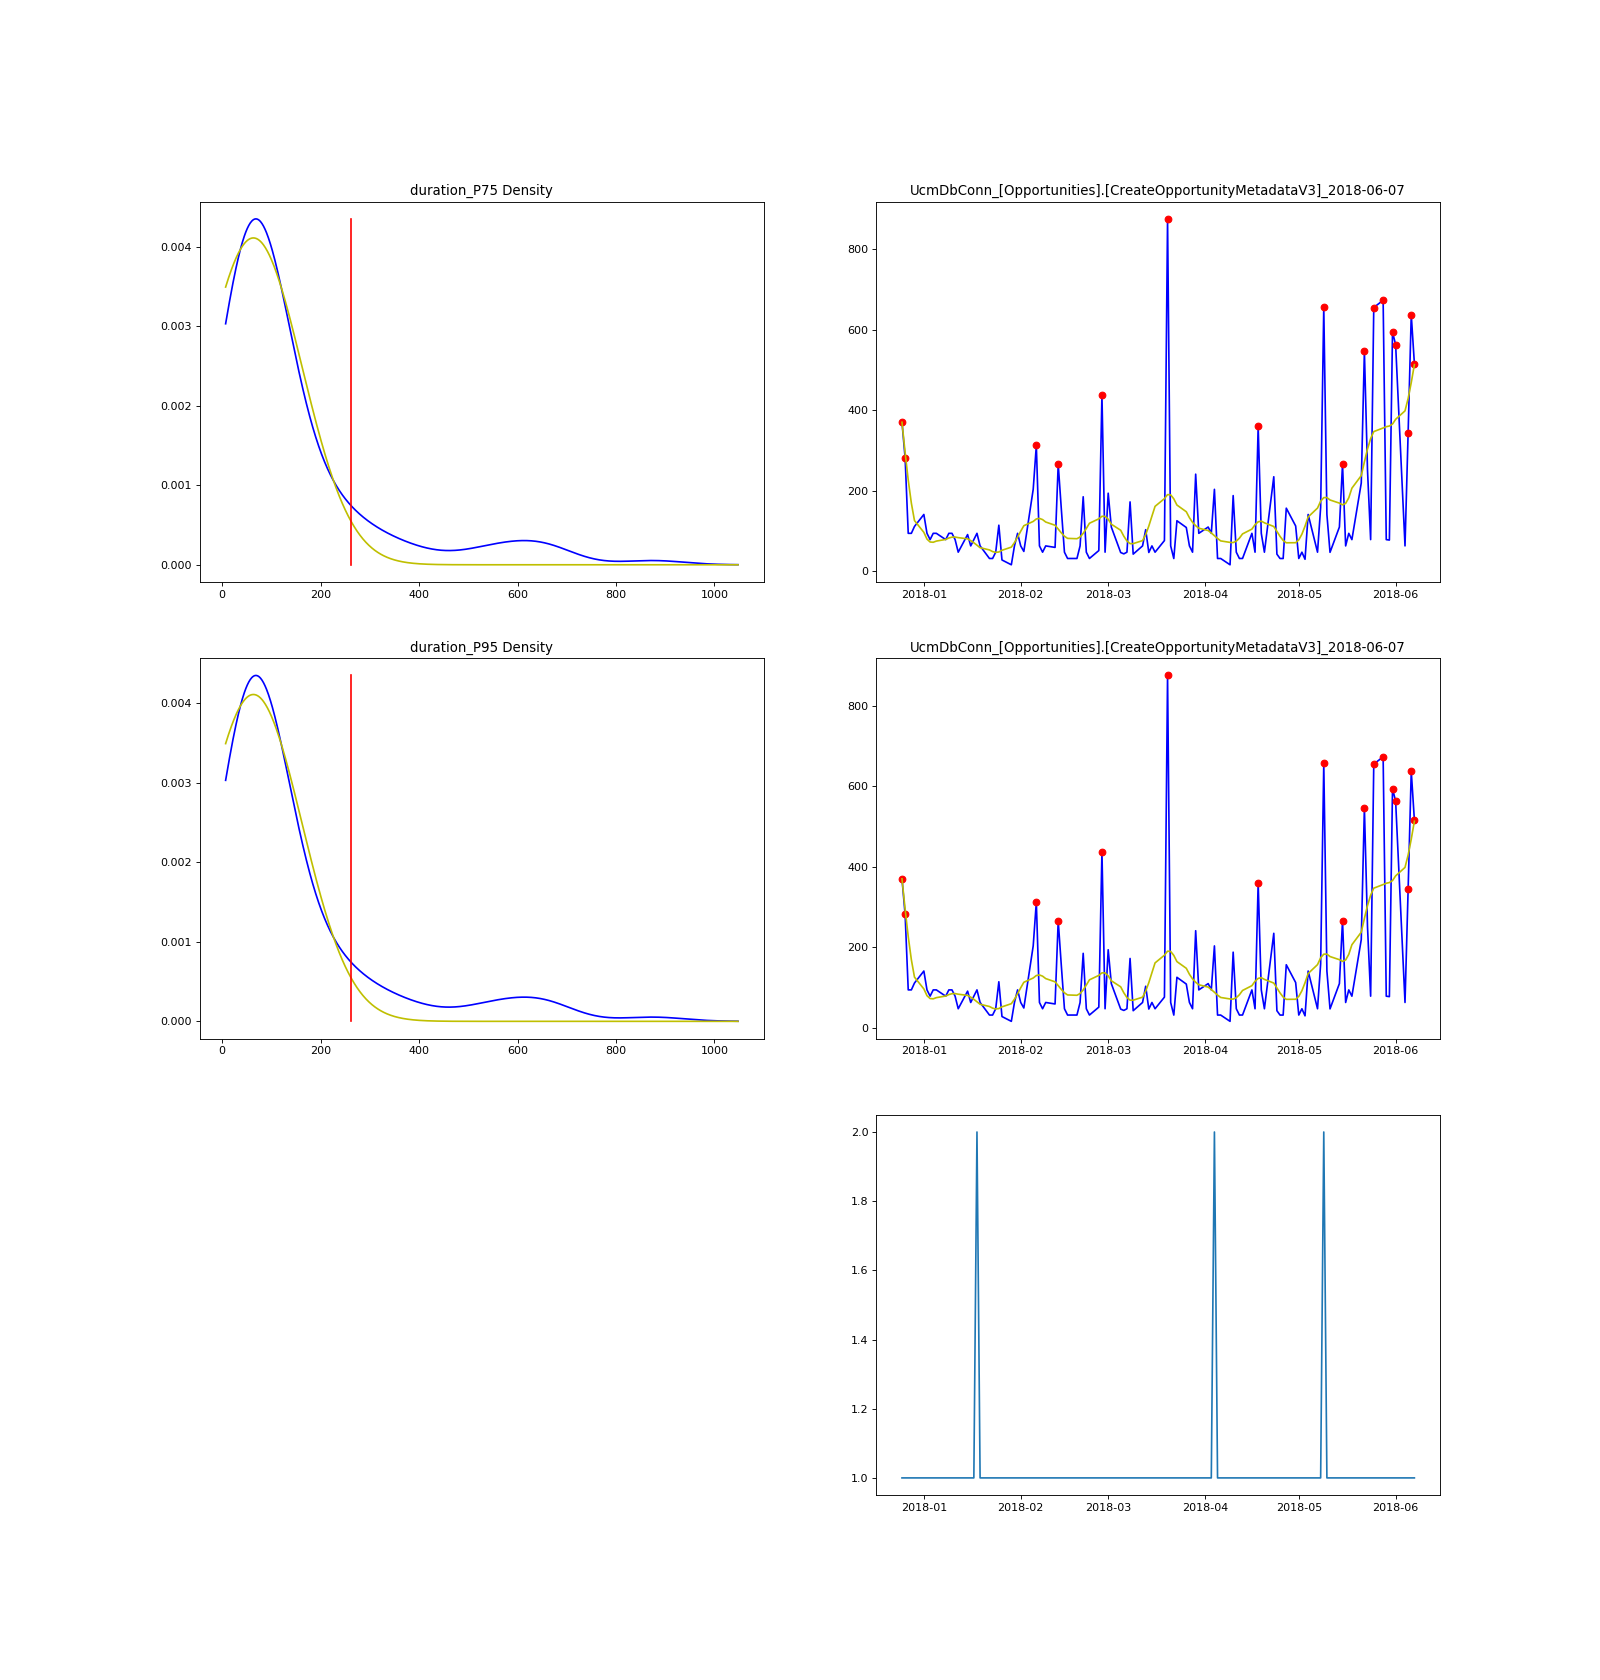 duration_P75 Density
0.004
0.003
0.002
0.001
0.000
0 200 400 600 800 1000
UcmDbConn_[Opportunities].[CreateOpportunityMetadataV3]_2018-06-07
800
600
400
200
0
2018-01 2018-02 2018-03 2018-04 2018-05 2018-06
duration_P95 Density
0.004
0.003
0.002
0.001
0.000
0 200 400 600 800 1000
UcmDbConn_[Opportunities].[CreateOpportunityMetadataV3]_2018-06-07
800
600
400
200
0
2018-01 2018-02 2018-03 2018-04 2018-05 2018-06
2.0
1.8
1.6
1.4
1.2
1.0
2018-01 2018-02 2018-03 2018-04 2018-05 2018-06